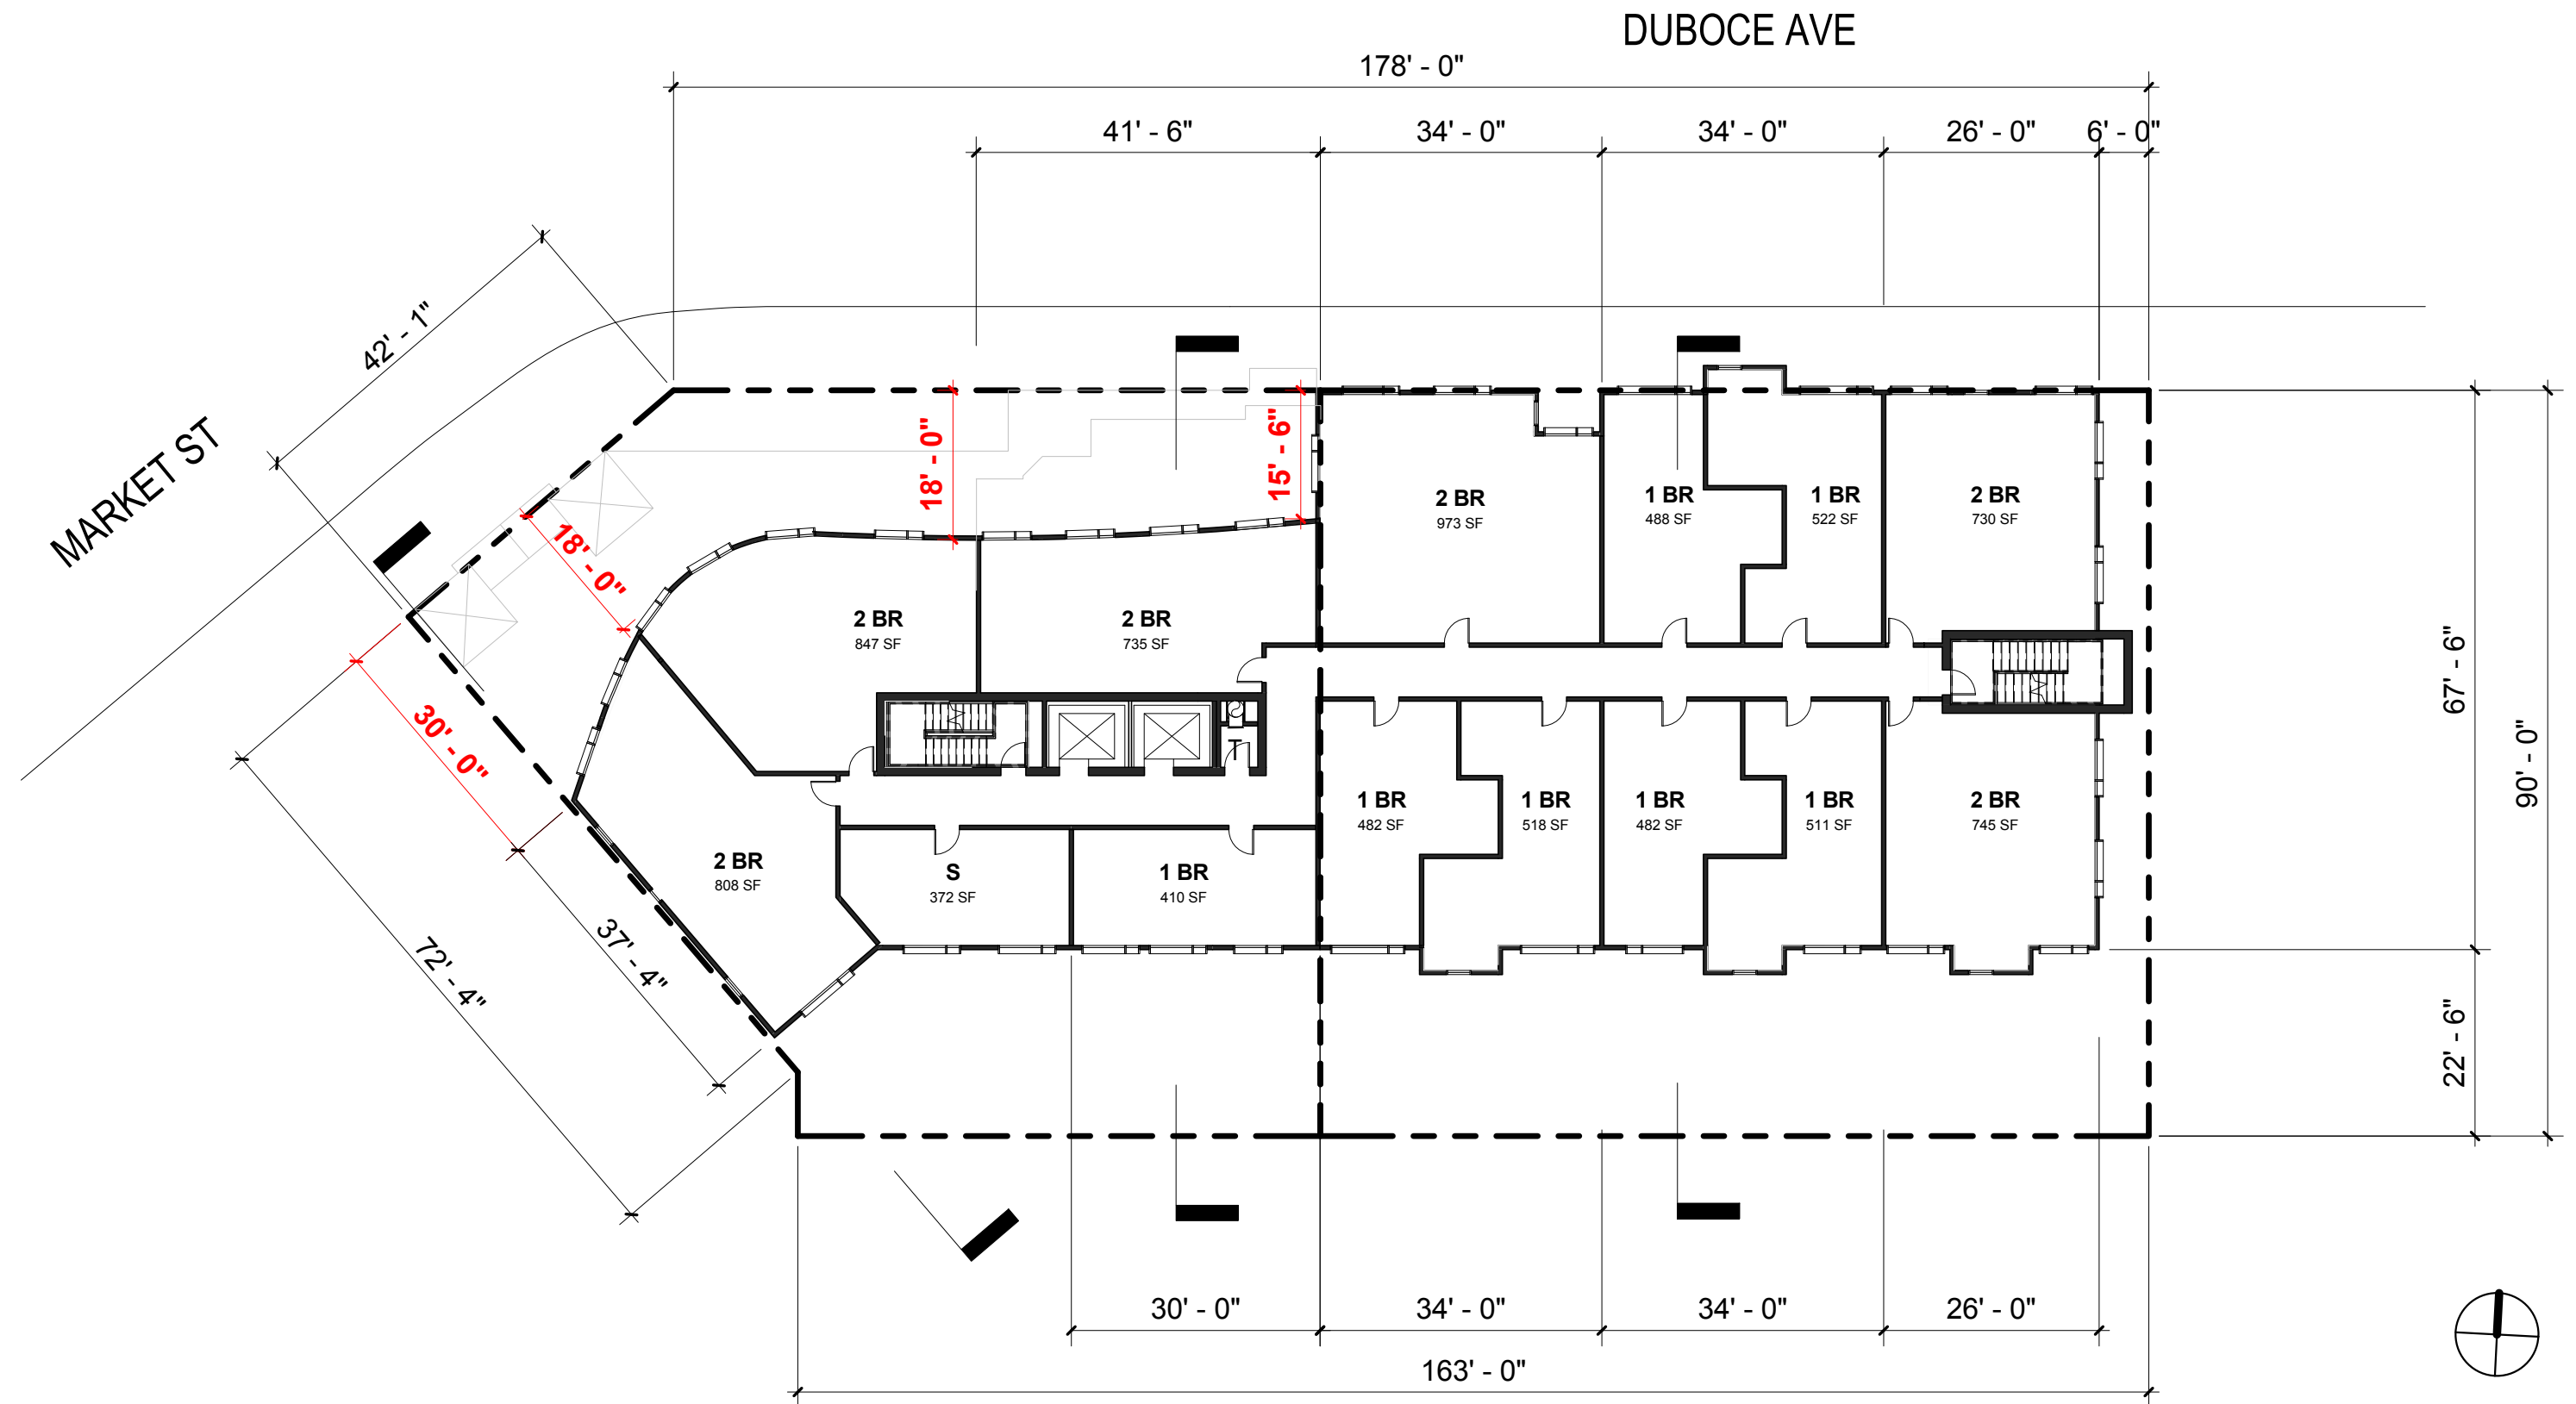 DUBOCE AVE
178' - 0"
41' - 6"
34' - 0"
34' - 0"
26' - 0"
6' - 0"
42' - 1"
MARKET ST
18' - 0"
15' - 6"
18' - 0"
2 BR
973 SF
1 BR
488 SF
1 BR
522 SF
2 BR
730 SF
2 BR
847 SF
2 BR
735 SF
67' - 6"
90' - 0"
30' - 0"
T
1 BR
482 SF
1 BR
518 SF
1 BR
482 SF
1 BR
511 SF
2 BR
745 SF
2 BR
808 SF
S
372 SF
1 BR
410 SF
37' - 4"
72' - 4"
22' - 6"
30' - 0"
34' - 0"
34' - 0"
26' - 0"
163' - 0"